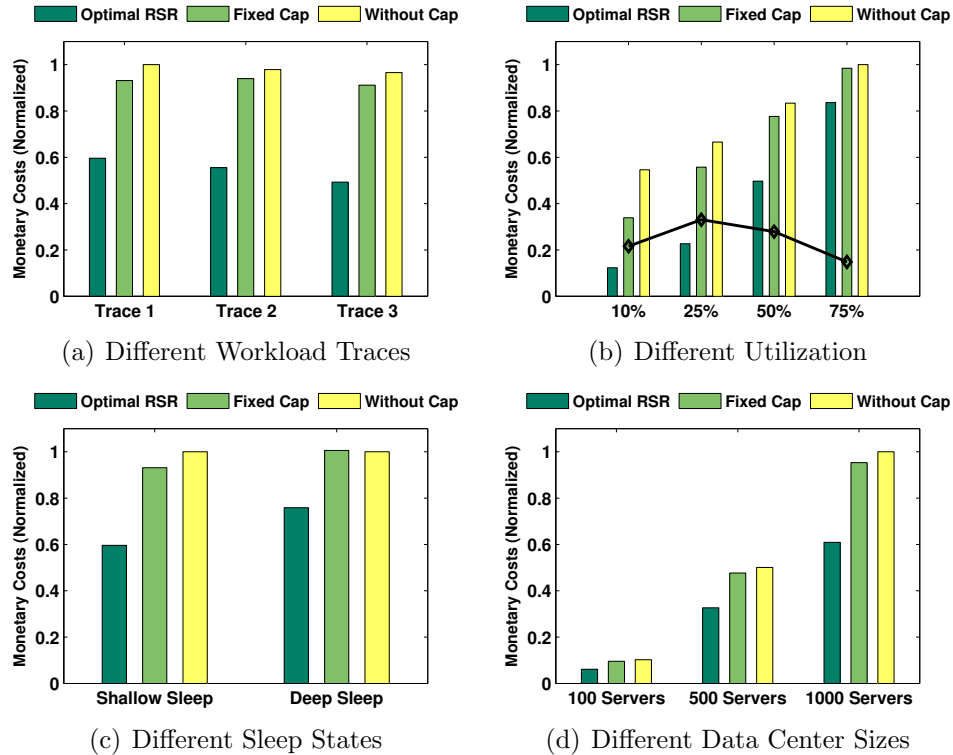 Optimal RSR Fixed Cap Without Cap
Monetary Costs (Normalized)
1
0.8
0.6
0.4
0.2
0
Trace 1 Trace 2 Trace 3
(a) Different Workload Traces
Optimal RSR Fixed Cap Without Cap
Monetary Costs (Normalized)
1
0.8
0.6
0.4
0.2
0
10% 25% 50% 75%
(b) Different Utilization
Optimal RSR Fixed Cap Without Cap
Monetary Costs (Normalized)
1
0.8
0.6
0.4
0.2
0
Shallow Sleep Deep Sleep
(c) Different Sleep States
Optimal RSR Fixed Cap Without Cap
Monetary Costs (Normalized)
1
0.8
0.6
0.4
0.2
0
100 Servers 500 Servers 1000 Servers
(d) Different Data Center Sizes